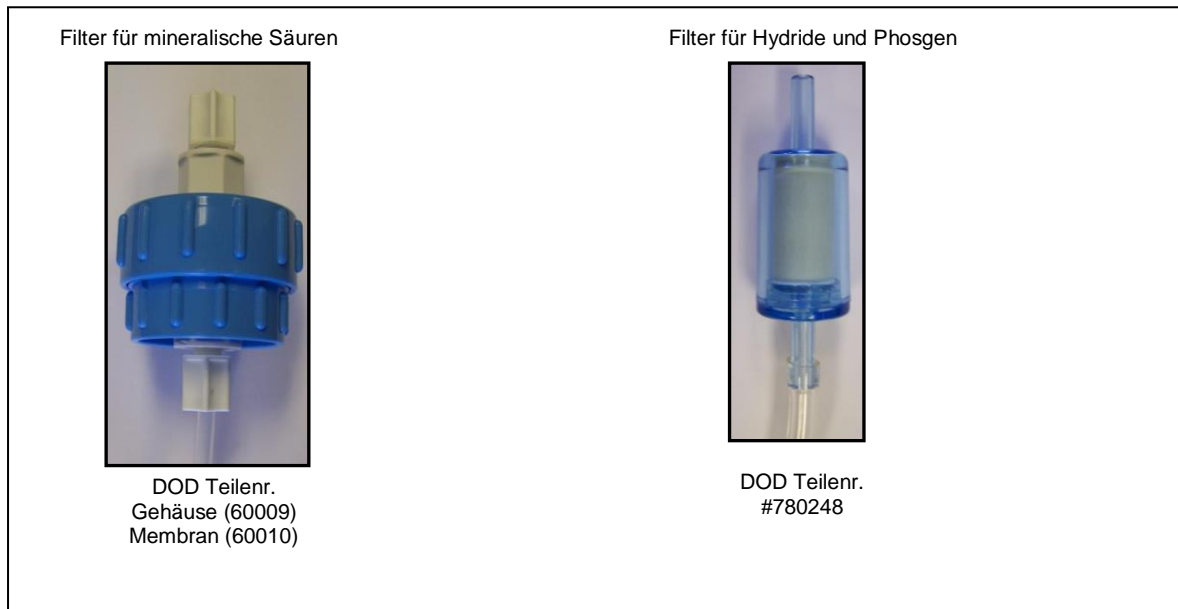 Filter für mineralische Säuren
DOD Teilenr.
Gehäuse (60009)
Membran (60010)
Filter für Hydride und Phosgen
DOD Teilenr.
#780248